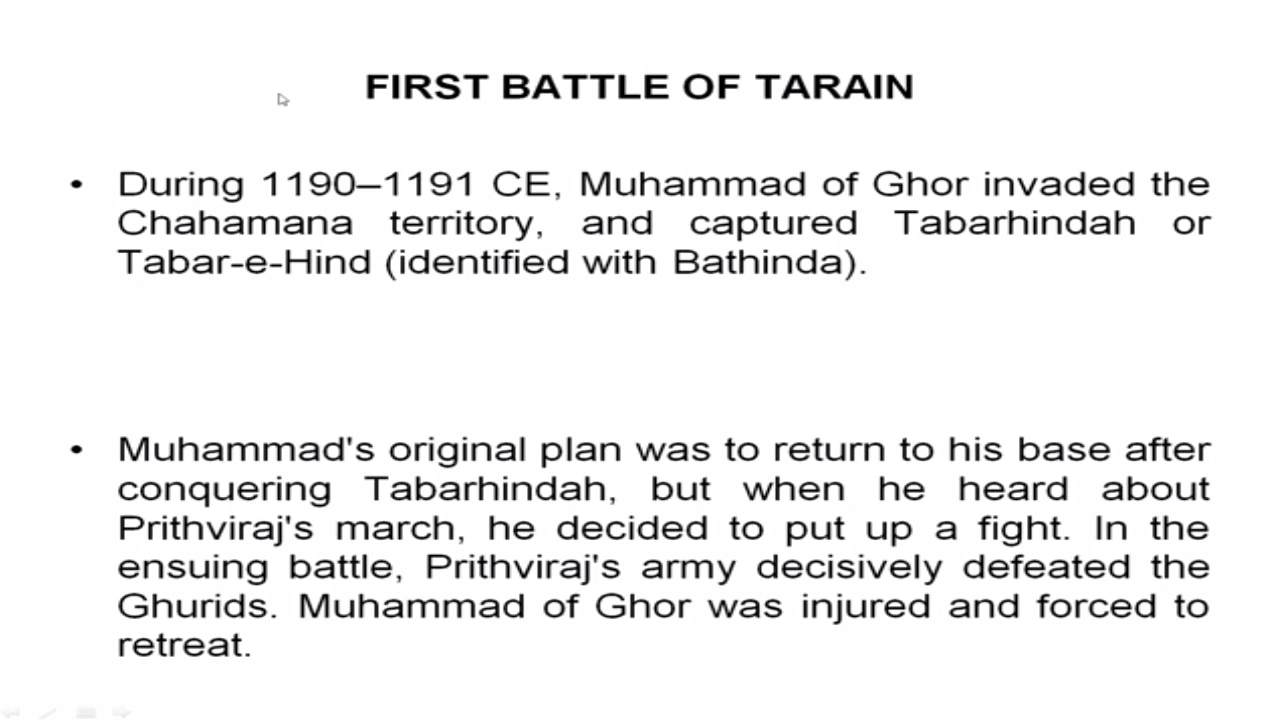 FIRST BATTLE OF TARAIN
• During 1190–1191 CE, Muhammad of Ghor invaded the
Chahamana territory, and captured Tabarhindah or
Tabar-e-Hind (identified with Bathinda).
• Muhammad's original plan was to return to his base after
conquering Tabarhindah, but when he heard about
Prithviraj's march, he decided to put up a fight. In the
ensuing battle, Prithviraj's army decisively defeated the
Ghurids. Muhammad of Ghor was injured and forced to
retreat.